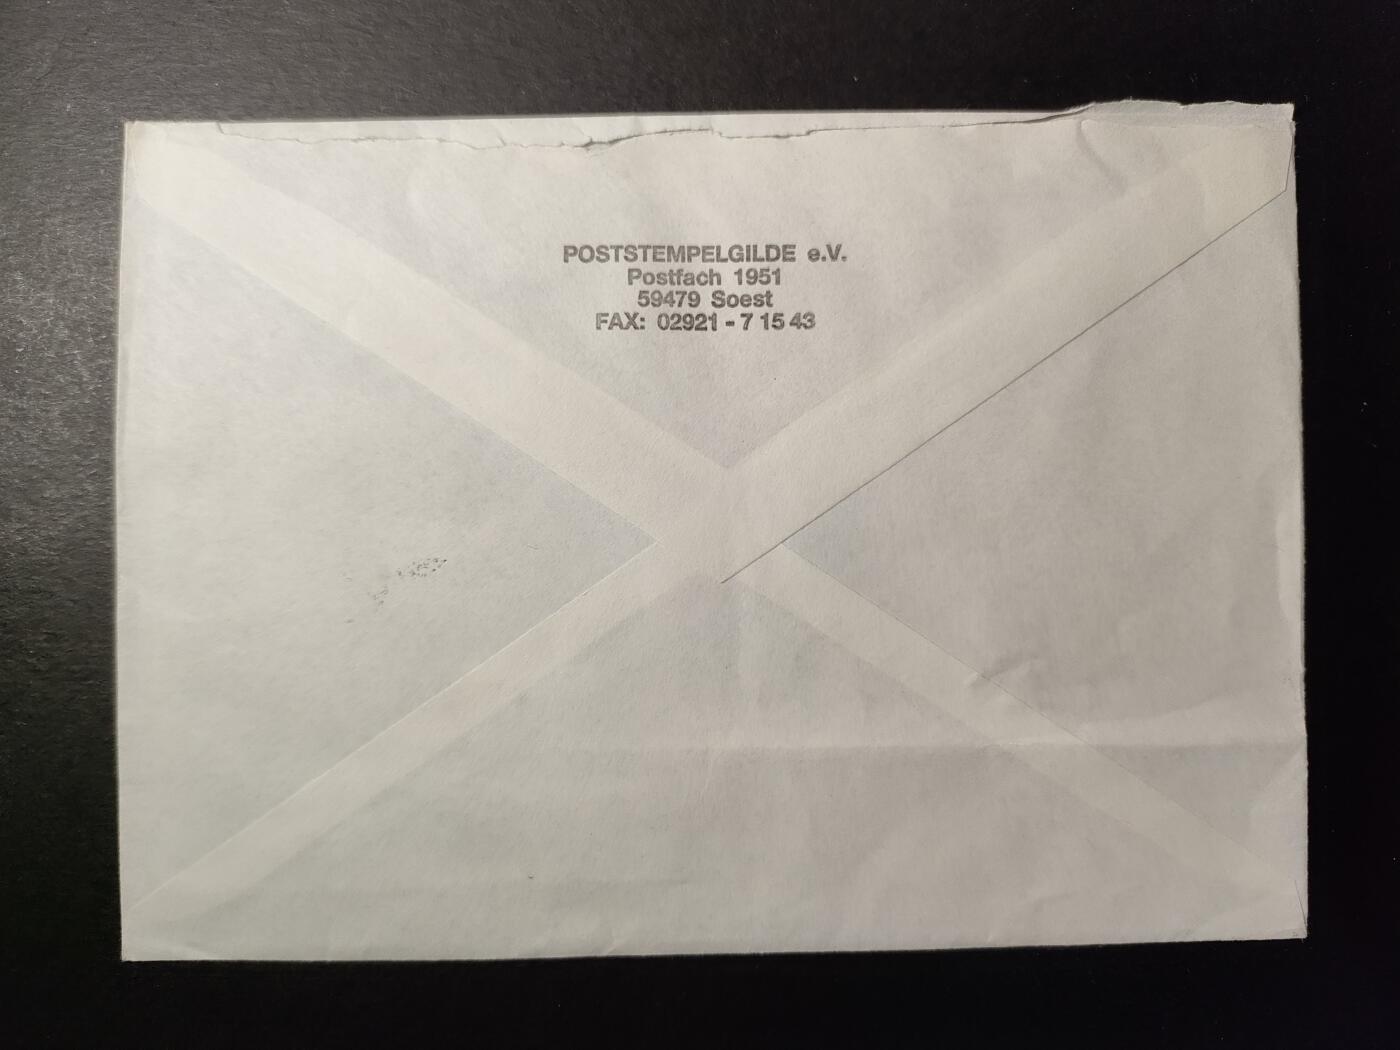 POSTSTEMPELGILDE e.V.
Postfach 1951
59479 Soest
FAX: 02921 - 7 15 43